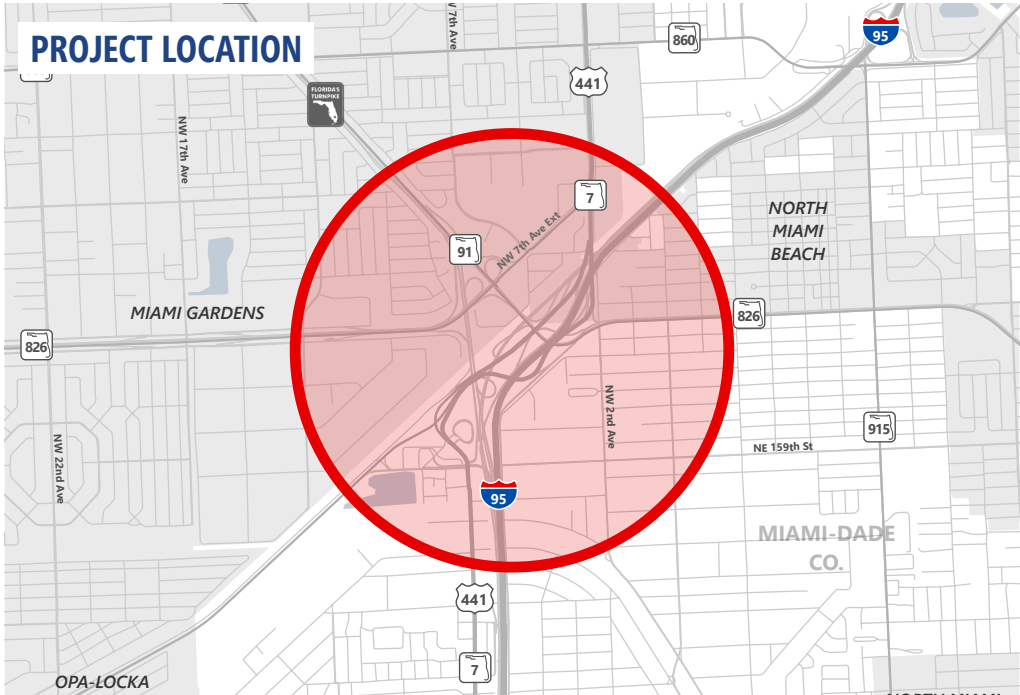 PROJECT LOCATION
7th Ave
860
95
441
FLORIDA'S
TURNPIKE
NW 17th Ave
7
NORTH
MIAMI
BEACH
NW 7th Ave Ext
91
MIAMI GARDENS
826
826
NW 2nd Ave
915
NW 22nd Ave
NE 159th St
95
MIAMI-DADE
CO.
441
7
OPA-LOCKA
NORTH MIAMI